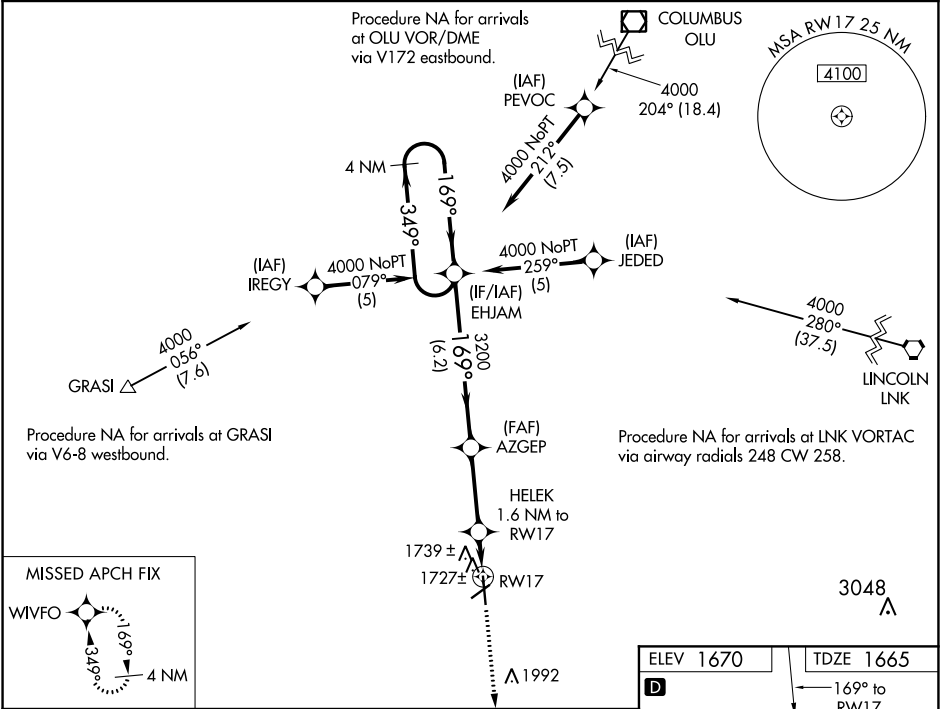 Procedure NA for arrivals
at OLU VOR/DME
via V172 eastbound.
COLUMBUS
OLU
MSA RW17 25 NM
4100
(IAF)
PEVOC
4000
204° (18.4)
4000 NoPT
212°
(7.5)
4 NM
169°
349°
(IAF)
IREGY
4000 NoPT
079°
(5)
4000 NoPT
259°
(5)
(IAF)
JEDED
(IF/IAF)
EHJAM
4000
056°
(7.6)
GRASI
3200
169°
(6.2)
4000
280°
(37.5)
LINCOLN
LNK
Procedure NA for arrivals at GRASI
via V6-8 westbound.
(FAF)
AZGEP
Procedure NA for arrivals at LNK VORTAC
via airway radials 248 CW 258.
HELEK
1.6 NM to
RW17
1739 ±
1727±
RW17
MISSED APCH FIX
WIVFO
169°
349°
4 NM
3048
1992
ELEV 1670
TDZE 1665
D
169° to
RW17